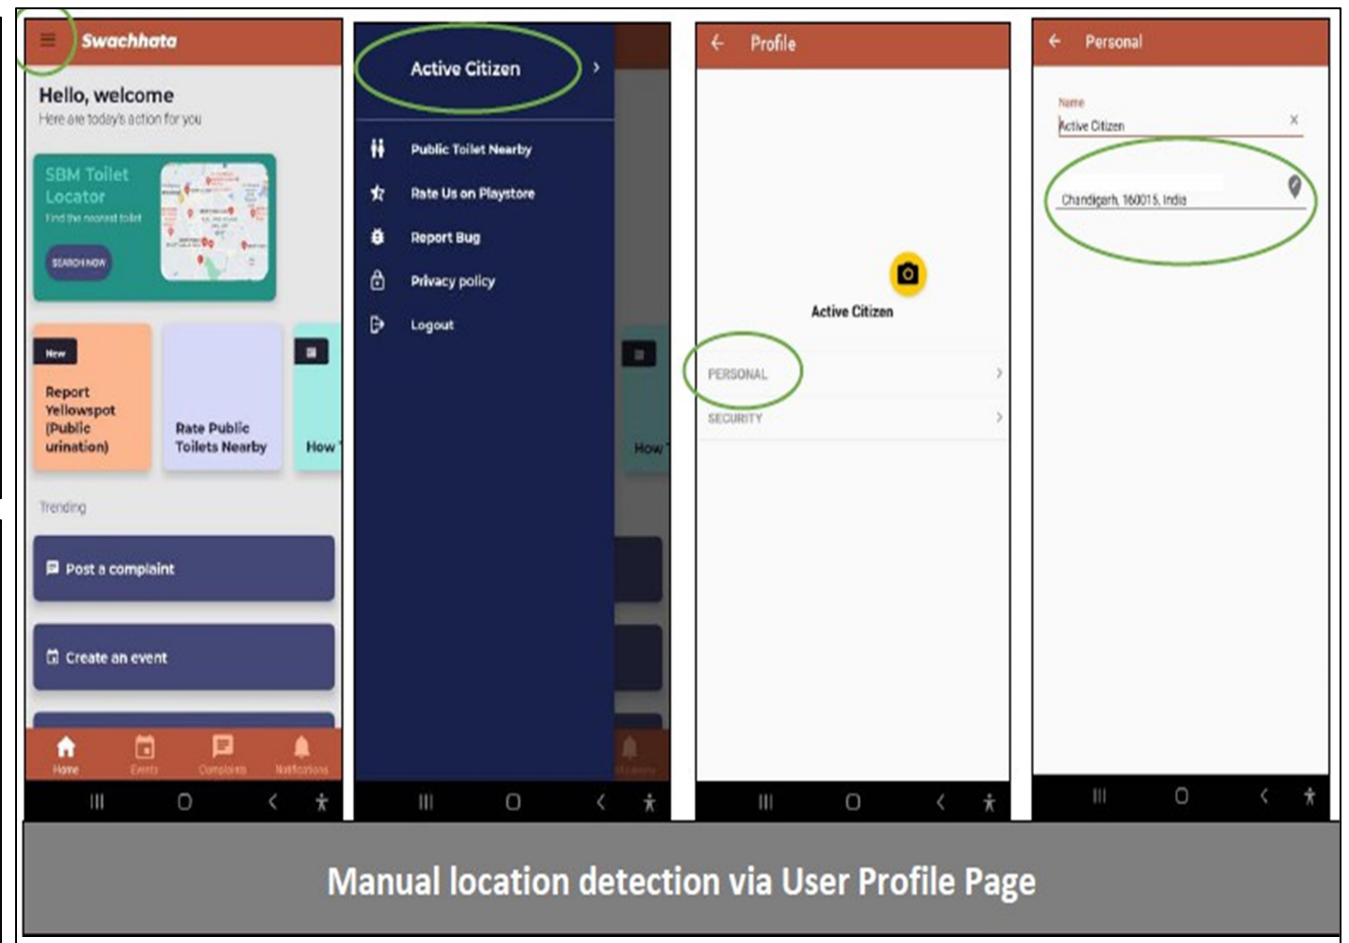 Swachhata
Hello, welcome
Here are today's action for you
SBM Toilet
Locator
Find the nearest toilet
SEARCH NOW
New
Report
Yellowspot
(Public
urination)
Rate Public
Toilets Nearby
How
Trending
Post a complaint
Create an event
Home
Events
Complaints
Notifications
Active Citizen
Public Toilet Nearby
Rate Us on Playstore
Report Bug
Privacy policy
Logout
How
Profile
Active Citizen
PERSONAL
SECURITY
Personal
Name
Active Citizen
Chandigarh, 160015, India
Manual location detection via User Profile Page